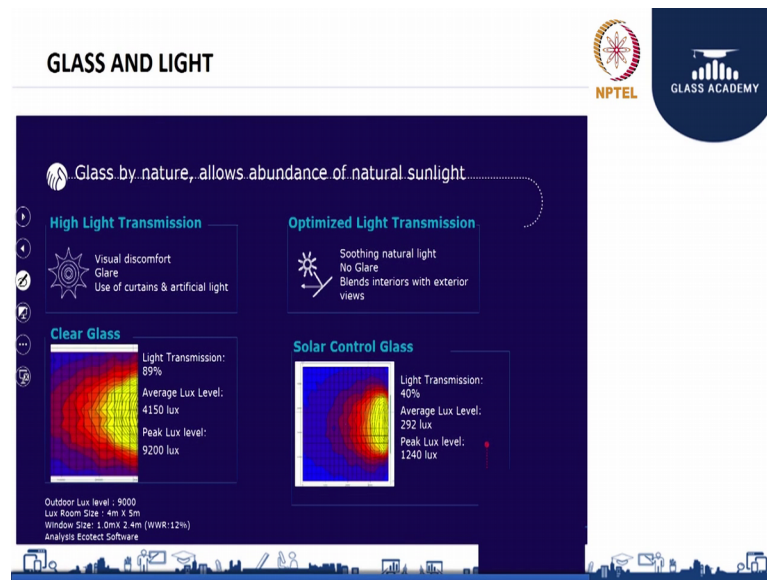 GLASS AND LIGHT
NPTEL
GLASS ACADEMY
Glass by nature, allows abundance of natural sunlight
High Light Transmission
Visual discomfort
Glare
Use of curtains & artificial light
Optimized Light Transmission
Soothing natural light
No Glare
Blends interiors with exterior
views
Clear Glass
Light Transmission:
89%
Average Lux Level:
4150 lux
Peak Lux level:
9200 lux
Solar Control Glass
Light Transmission:
40%
Average Lux Level:
292 lux
Peak Lux level:
1240 lux
Outdoor Lux level : 9000
Lux Room Size : 4m X 5m
Window Size: 1.0mX 2.4m (WWR:12%)
Analysis Ecotect Software